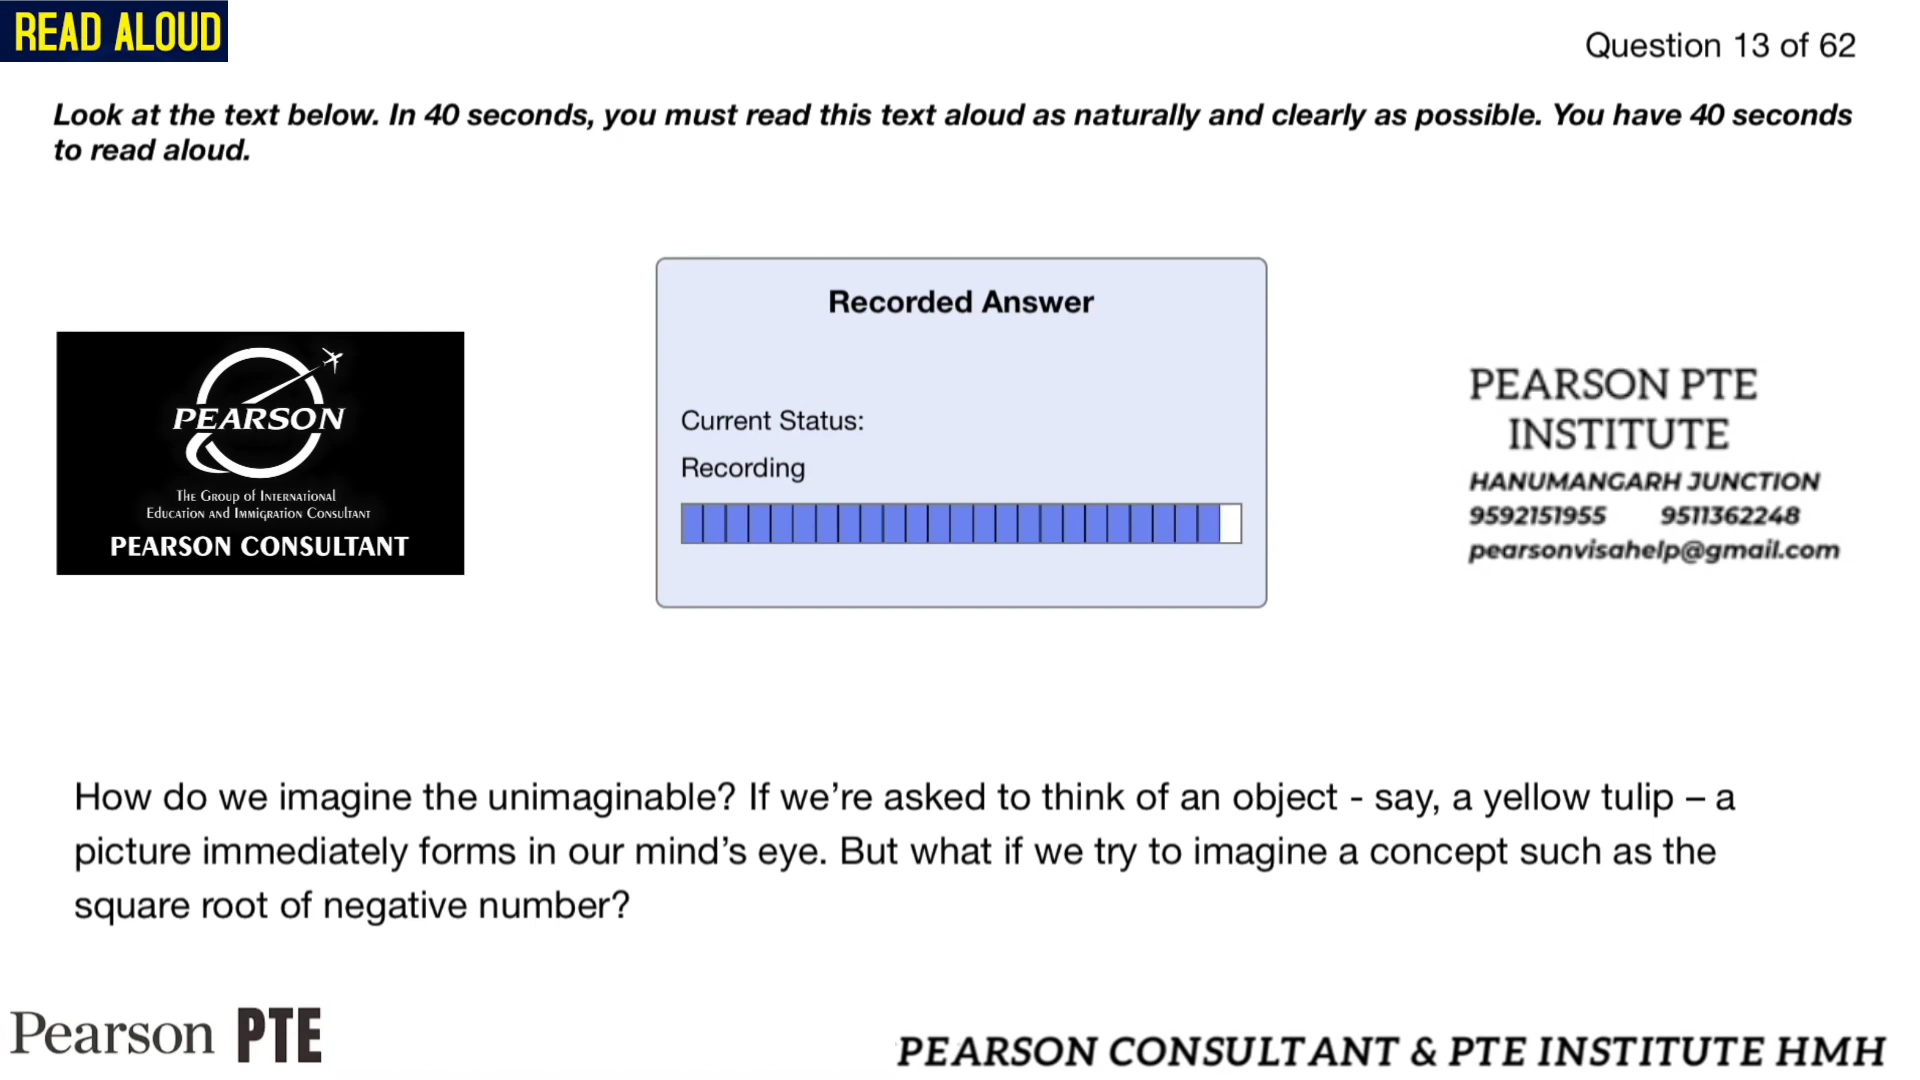 READ ALOUD
Question 13 of 62
Look at the text below. In 40 seconds, you must read this text aloud as naturally and clearly as possible. You have 40 seconds
to read aloud.
Recorded Answer
Current Status:
Recording
PEARSON
The Group of International
Education and Immigration Consultant
PEARSON CONSULTANT
PEARSON PTE
INSTITUTE
HANUMANGARH JUNCTION
9592151955 9511362248
pearsonvisahelp@gmail.com
How do we imagine the unimaginable? If we’re asked to think of an object - say, a yellow tulip – a
picture immediately forms in our mind’s eye. But what if we try to imagine a concept such as the
square root of negative number?
Pearson PTE
PEARSON CONSULTANT & PTE INSTITUTE HMH